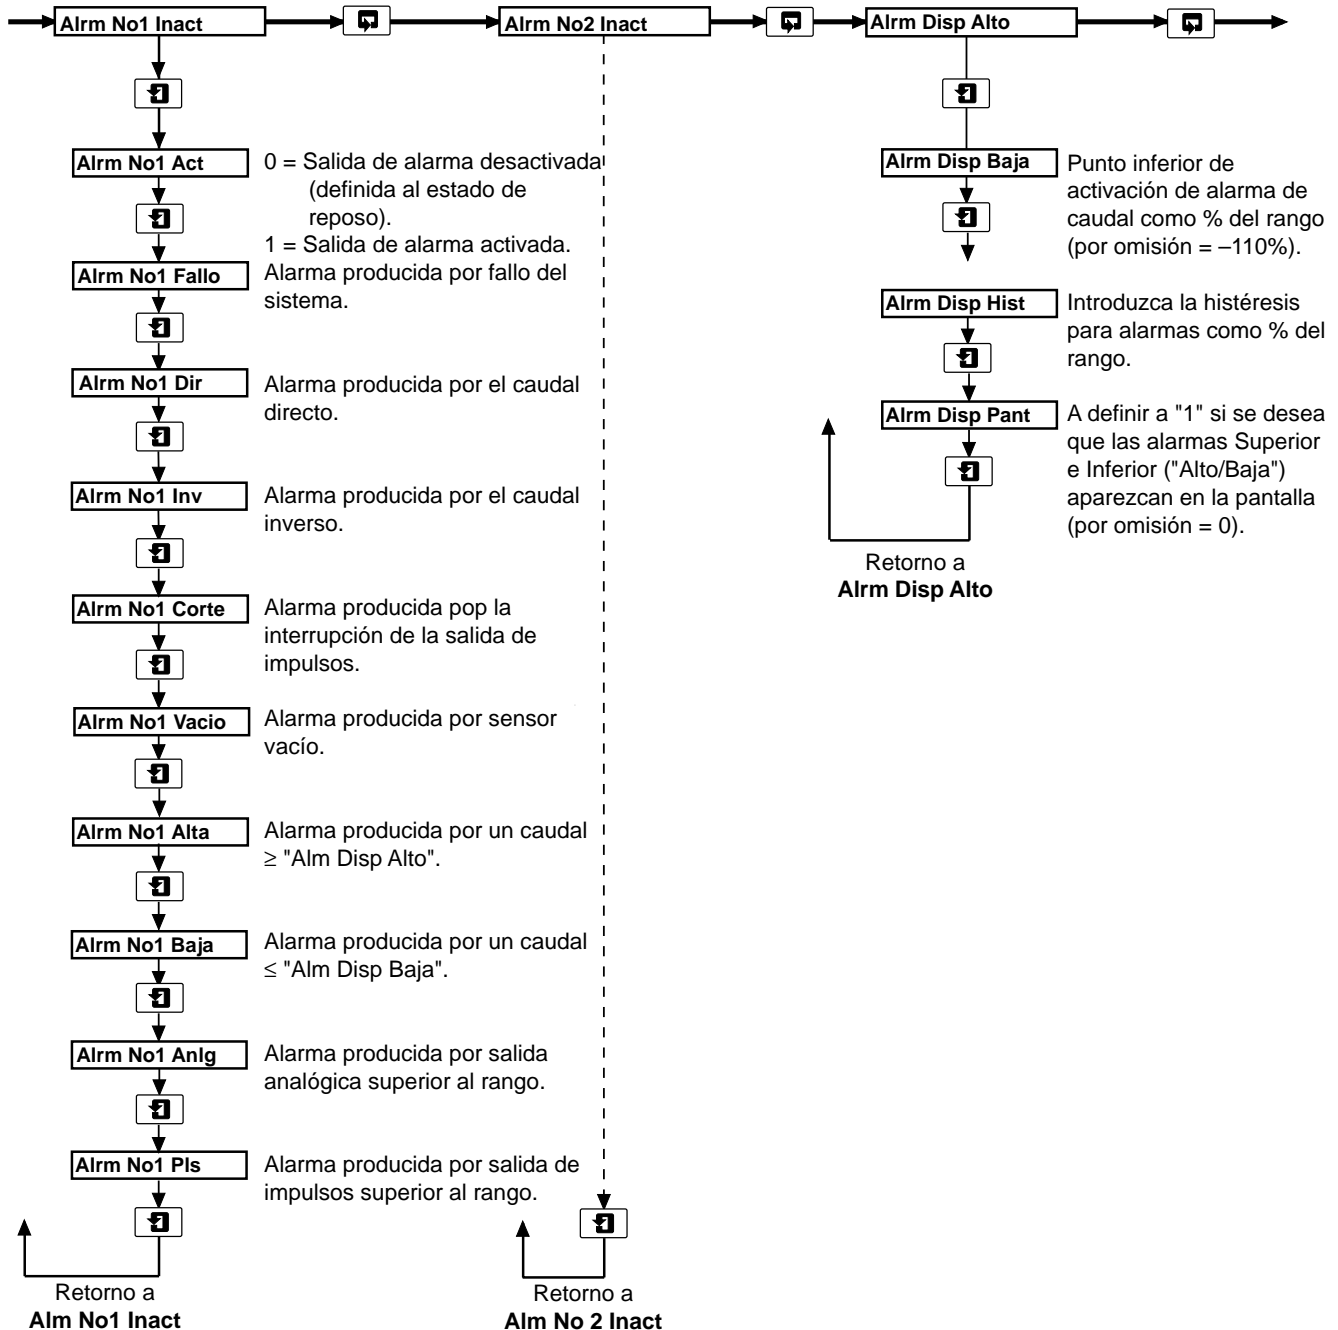 Alrm No1 Inact
Alrm No2 Inact
Alrm Disp Alto
Alrm No1 Act
0 = Salida de alarma desactivada
(definida al estado de
reposo).
1 = Salida de alarma activada.
Alrm No1 Fallo
Alarma producida por fallo del
sistema.
Alrm No1 Dir
Alarma producida por el caudal
directo.
Alrm No1 Inv
Alarma producida por el caudal
inverso.
Alrm No1 Corte
Alarma producida pop la
interrupción de la salida de
impulsos.
Alrm No1 Vacio
Alarma producida por sensor
vacío.
Alrm No1 Alta
Alarma producida por un caudal
≥ "Alm Disp Alto".
Alrm No1 Baja
Alarma producida por un caudal
≤ "Alm Disp Baja".
Alrm No1 Anlg
Alarma producida por salida
analógica superior al rango.
Alrm No1 Pls
Alarma producida por salida de
impulsos superior al rango.
Retorno a
Alm No1 Inact
Retorno a
Alm No 2 Inact
Alrm Disp Baja
Punto inferior de
activación de alarma de
caudal como % del rango
(por omisión = –110%).
Alrm Disp Hist
Introduzca la histéresis
para alarmas como % del
rango.
Alrm Disp Pant
A definir a "1" si se desea
que las alarmas Superior
e Inferior ("Alto/Baja")
aparezcan en la pantalla
(por omisión = 0).
Retorno a
Alrm Disp Alto